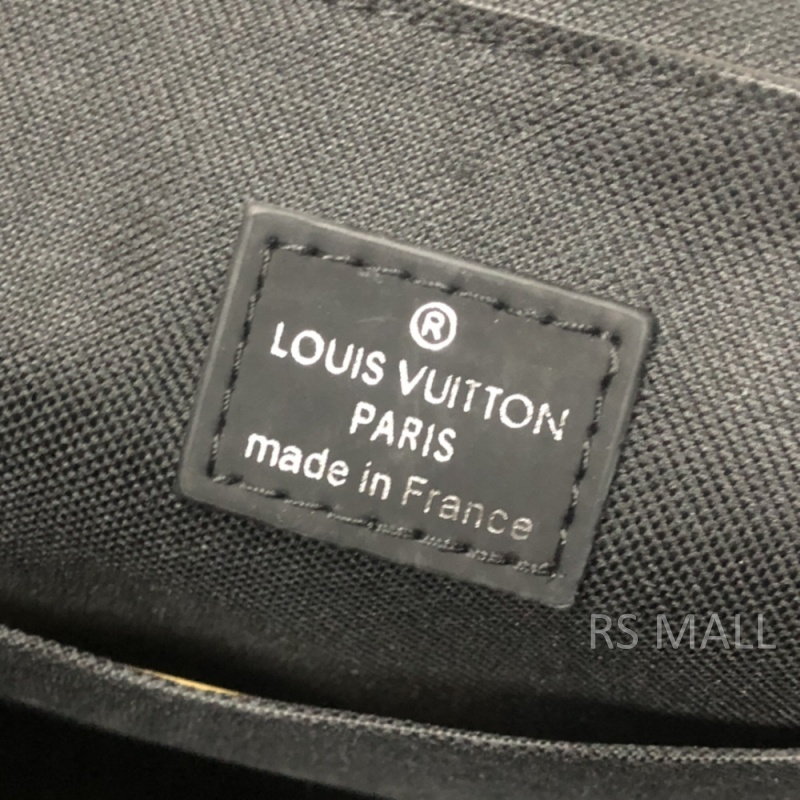 ®
LOUIS VUITTON
PARIS
made in France
RS MALL